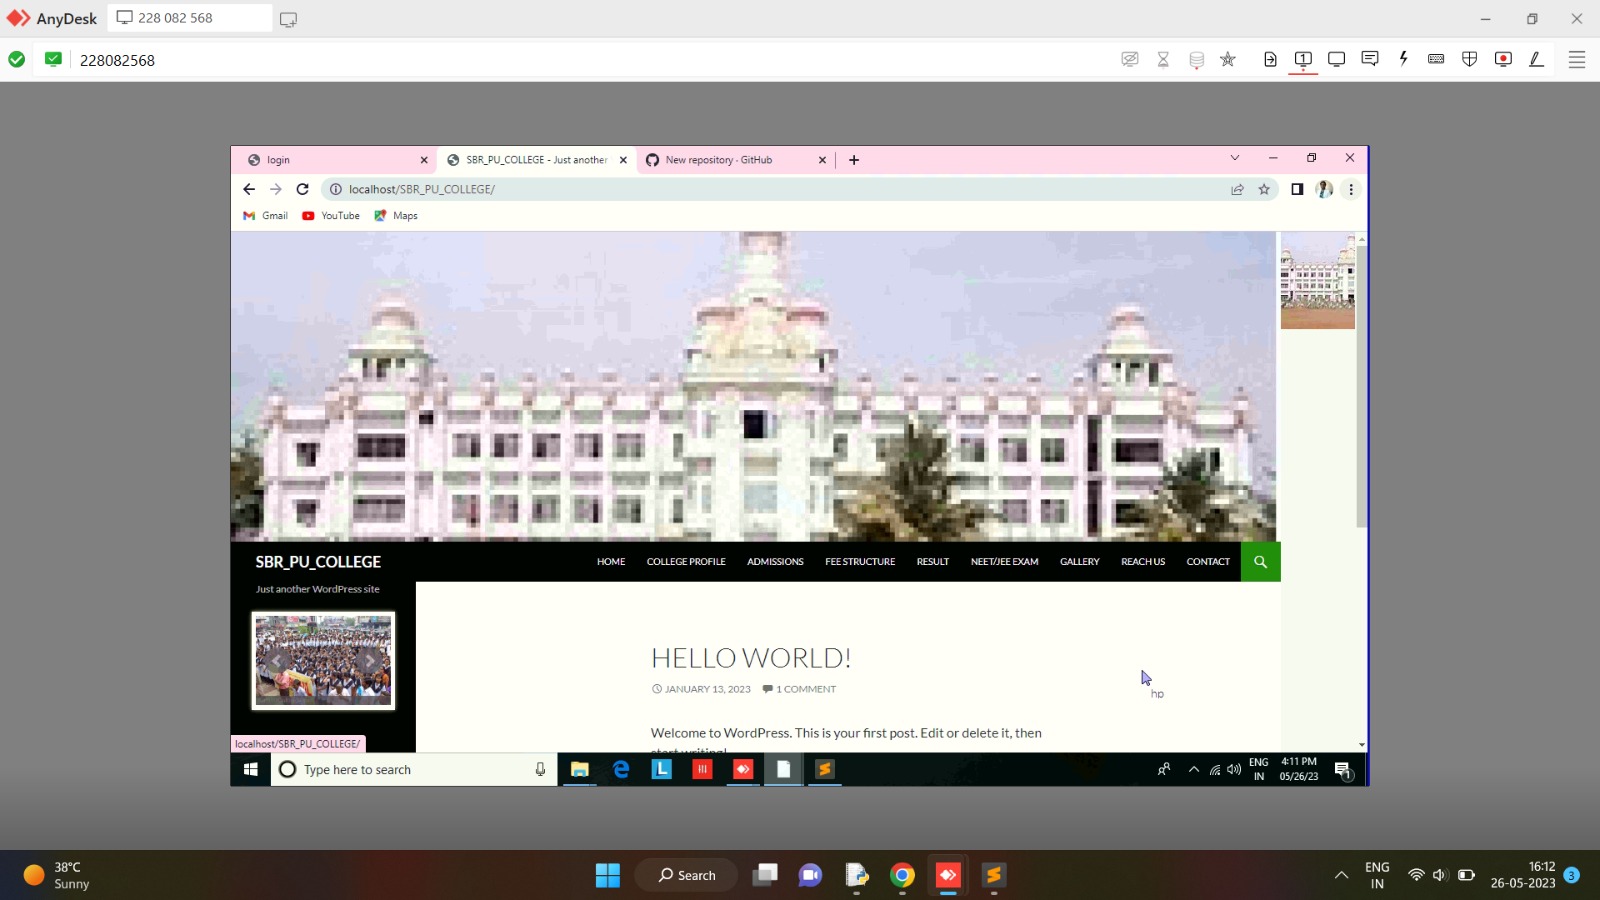 AnyDesk
228 082 568
228082568
1
login
SBR_PU_COLLEGE - Just another
New repository · GitHub
localhost/SBR_PU_COLLEGE/
Gmail
YouTube
Maps
SBR_PU_COLLEGE
HOME
COLLEGE PROFILE
ADMISSIONS
FEE STRUCTURE
RESULT
NEET/JEE EXAM
GALLERY
REACH US
CONTACT
Just another WordPress site
HELLO WORLD!
JANUARY 13, 2023
1 COMMENT
hp
Welcome to WordPress. This is your first post. Edit or delete it, then
start writing!
localhost/SBR_PU_COLLEGE/
Type here to search
L
ENG
IN
4:11 PM
05/26/23
1
38°C
Sunny
Search
ENG
IN
16:12
26-05-2023
3